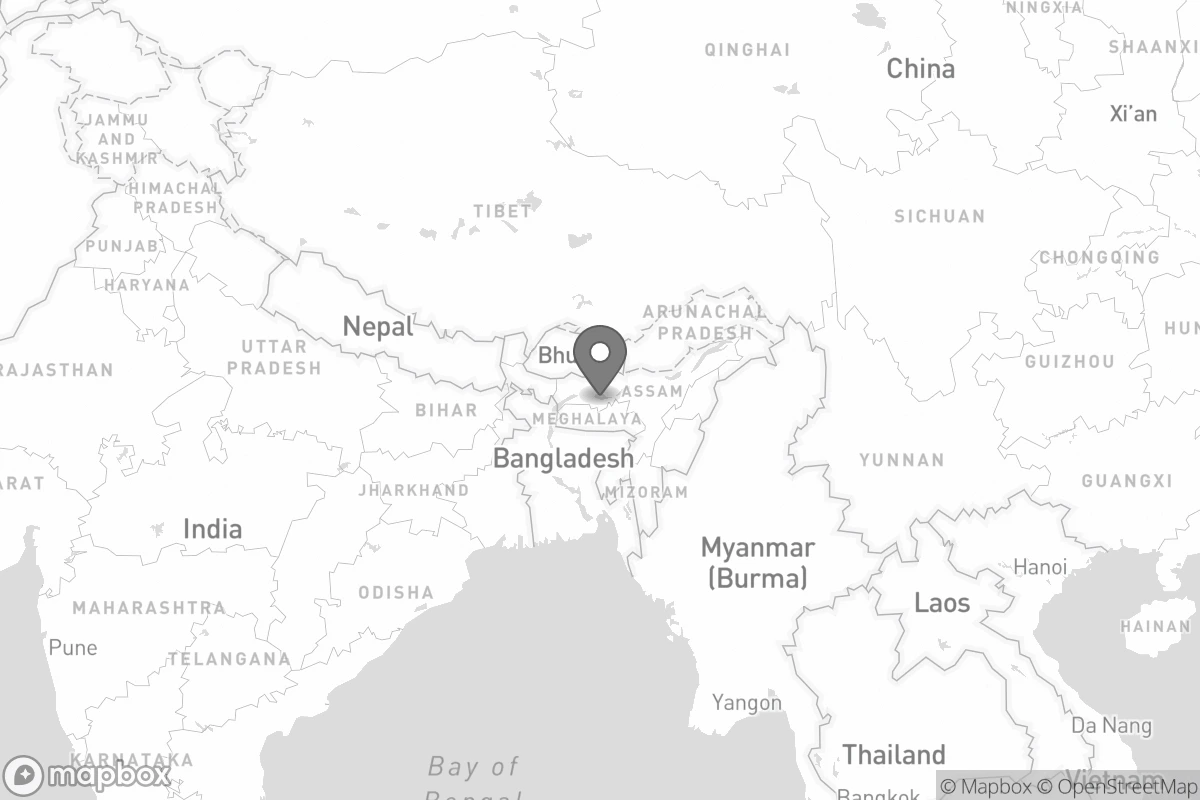 NINGXIA
QINGHAI
SHAANXI
China
Xi'an
JAMMU
AND
KASHMIR
HIMACHAL
PRADESH
TIBET
SICHUAN
PUNJAB
CHONGQING
HARYANA
ARUNACHAL
PRADESH
Nepal
HUN
UTTAR
PRADESH
Bhu
GUIZHOU
RAJASTHAN
ASSAM
BIHAR
MEGHALAYA
Bangladesh
YUNNAN
ARAT
GUANGXI
JHARKHAND
MIZORAM
India
Myanmar
(Burma)
Hanoi
ODISHA
Laos
MAHARASHTRA
HAINAN
Pune
TELANGANA
Yangon
Da Nang
Thailand
KARNATAKA
Bay of
Bengal
mapbox
Vietnam
Bangkok
© Mapbox © OpenStreetMap